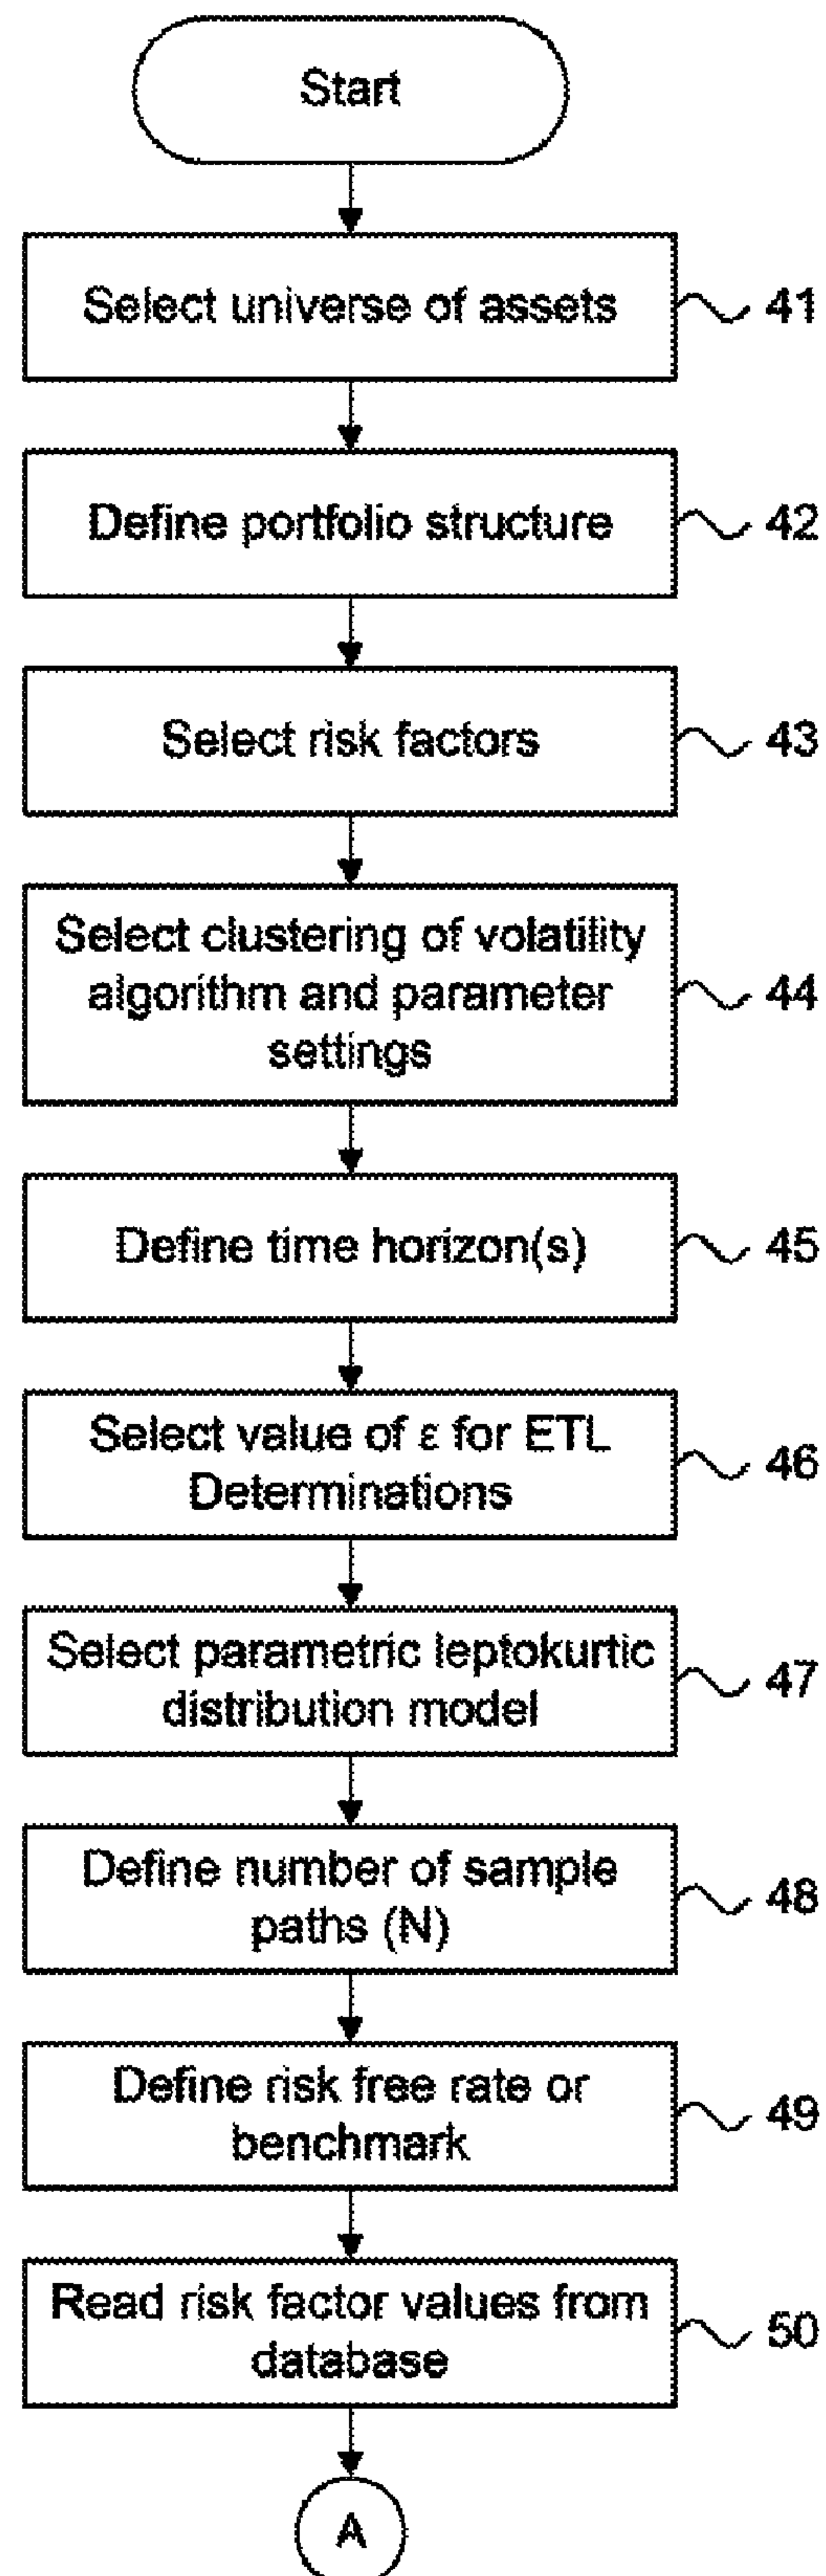 Start
Select universe of assets
41
Define portfolio structure
42
Select risk factors
43
Select clustering of volatility
algorithm and parameter
settings
44
Define time horizon(s)
45
Select value of ε for ETL
Determinations
46
Select parametric leptokurtic
distribution model
47
Define number of sample
paths (N)
48
Define risk free rate or
benchmark
49
Read risk factor values from
database
50
A